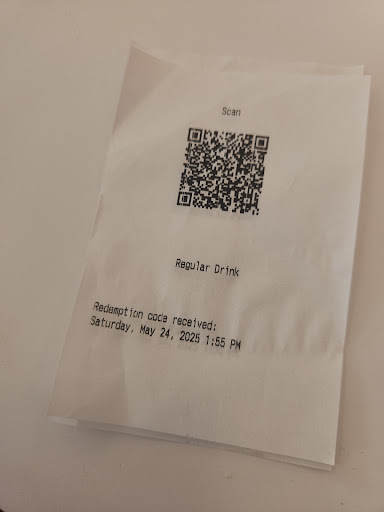 Scan
Regular Drink
Redemption code received:
Saturday, May 24, 2025 1:55 PM